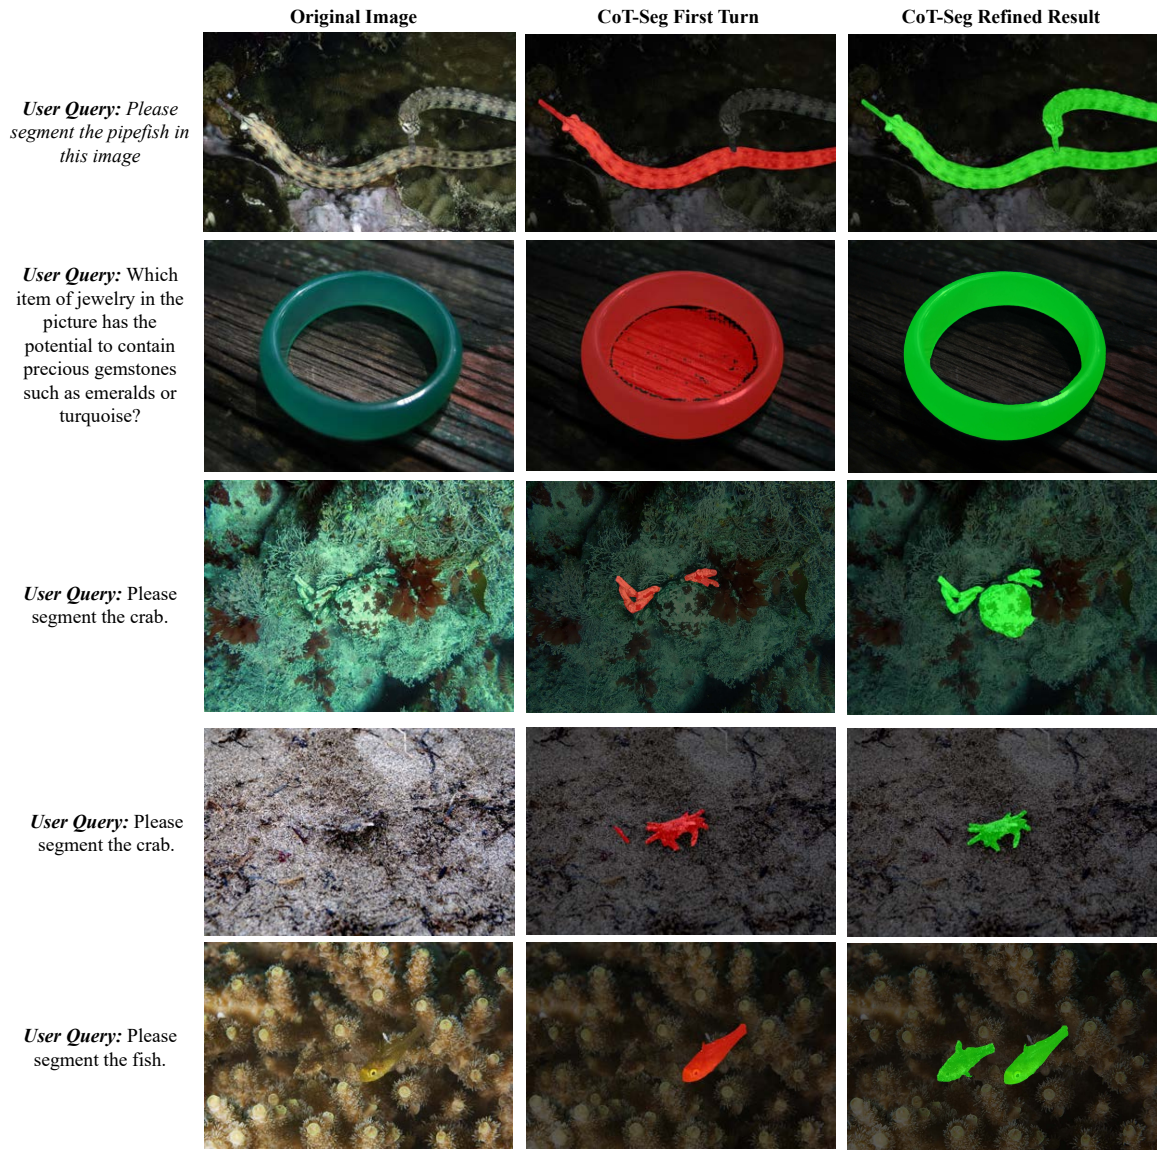 Original Image
CoT-Seg First Turn
CoT-Seg Refined Result
User Query: Please
segment the pipefish in
this image
User Query: Which
item of jewelry in the
picture has the
potential to contain
precious gemstones
such as emeralds or
turquoise?
User Query: Please
segment the crab.
User Query: Please
segment the crab.
User Query: Please
segment the fish.